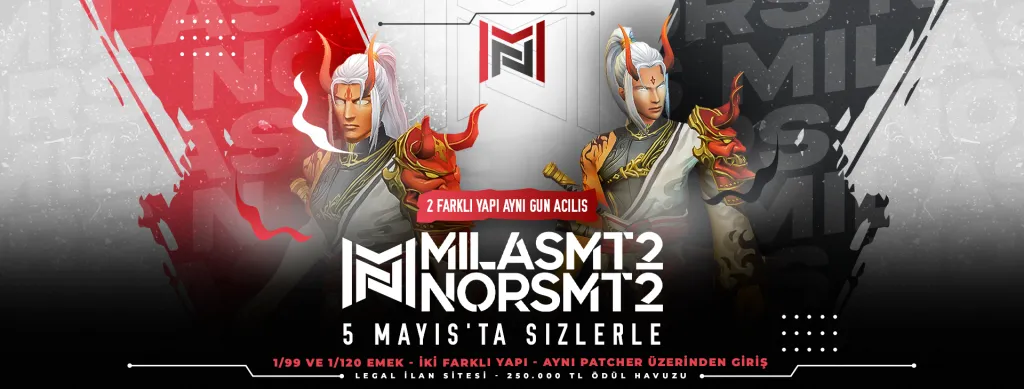 2 FARKLI YAPI AYNI GUN ACILIS
MILASMT2
NORSMT2
5 MAYIS'TA SIZLERLE
1/99 VE 1/120 EMEK - İKİ FARKLI YAPI - AYNI PATCHER ÜZERİNDEN GİRİŞ
LEGAL İLAN SİTESİ - 250.000 TL ÖDÜL HAVUZU